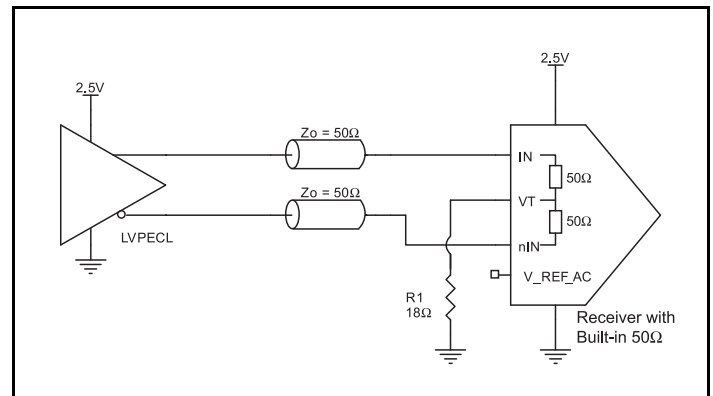 2.5V
2.5V
Zo = 50Ω
IN
50Ω
Zo = 50Ω
VT
50Ω
LVPECL
nIN
V_REF_AC
R1
18Ω
Receiver with
Built-in 50Ω